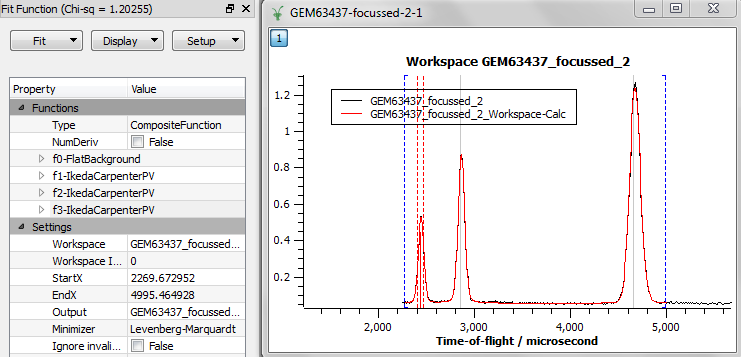 Fit Function (Chi-sq = 1.20255)
Fit
Display
Setup
Property Value
Functions
Type CompositeFunction
NumDeriv False
f0-FlatBackground
f1-IkedaCarpenterPV
f2-IkedaCarpenterPV
f3-IkedaCarpenterPV
Settings
Workspace GEM63437_focussed...
Workspace I... 0
StartX 2269.672952
EndX 4995.464928
Output GEM63437_focussed...
Minimizer Levenberg-Marquardt
Ignore invali... False
GEM63437-focussed-2-1
1
Workspace GEM63437_focussed_2
GEM63437_focussed_2
GEM63437_focussed_2_Workspace-Calc
1.2
1
0.8
0.6
0.4
0.2
2,000 3,000 4,000 5,000
Time-of-flight / microsecond